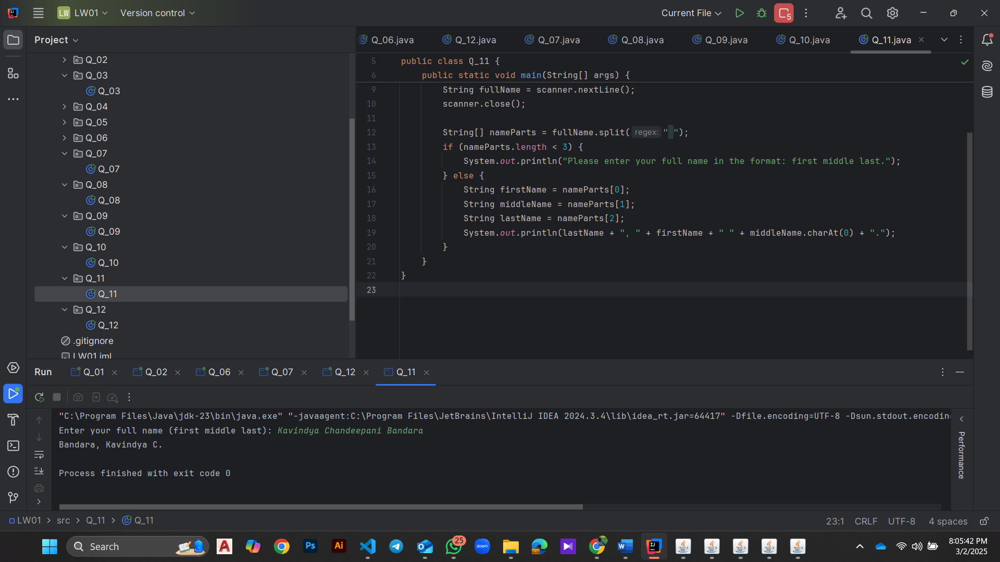 LW LW01 Version control Current File 5
Project
Q_06.java Q_12.java Q_07.java Q_08.java Q_09.java Q_10.java Q_11.java
Q_02
Q_03
Q_03
Q_04
Q_05
Q_06
Q_07
Q_07
Q_08
Q_08
Q_09
Q_09
Q_10
Q_10
Q_11
Q_11
Q_12
Q_12
.gitignore
LW01.iml
5 public class Q_11 {
6 public static void main(String[] args) {
9 String fullName = scanner.nextLine();
10 scanner.close();
11
12 String[] nameParts = fullName.split( regex: " ");
13 if (nameParts.length < 3) {
14 System.out.println("Please enter your full name in the format: first middle last.");
15 } else {
16 String firstName = nameParts[0];
17 String middleName = nameParts[1];
18 String lastName = nameParts[2];
19 System.out.println(lastName + ", " + firstName + " " + middleName.charAt(0) + ".");
20 }
21 }
22 }
23
Run Q_01 Q_02 Q_06 Q_07 Q_12 Q_11
"C:\Program Files\Java\jdk-23\bin\java.exe" "-javaagent:C:\Program Files\JetBrains\IntelliJ IDEA 2024.3.4\lib\idea_rt.jar=64417" -Dfile.encoding=UTF-8 -Dsun.stdout.encoding
Enter your full name (first middle last): Kavindya Chandeepani Bandara
Bandara, Kavindya C.
Process finished with exit code 0
Performance
LW01 > src > Q_11 > Q_11 23:1 CRLF UTF-8 4 spaces
Search Ps Ai 25 zoom W 8:05:42 PM
3/2/2025